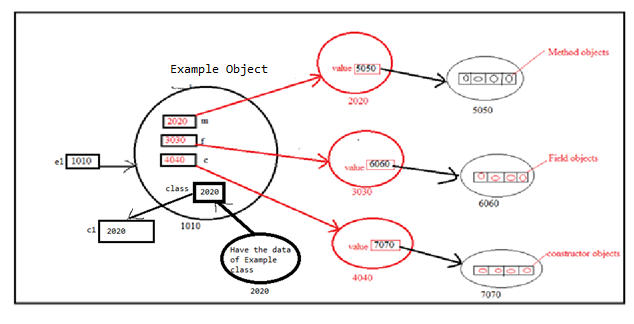 Example Object
value 5050
2020
Method objects
5050
2020 m
3030 f
4040 c
e1 1010
class 2020
1010
c1 2020
Have the data
of Example
class
2020
value 6060
3030
Field objects
6060
value 7070
4040
constructor objects
7070